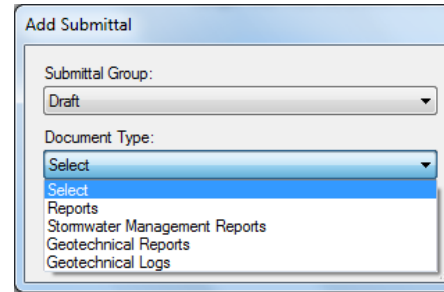 Add Submittal
Submittal Group:
Draft
Document Type:
Select
Select
Reports
Stormwater Management Reports
Geotechnical Reports
Geotechnical Logs